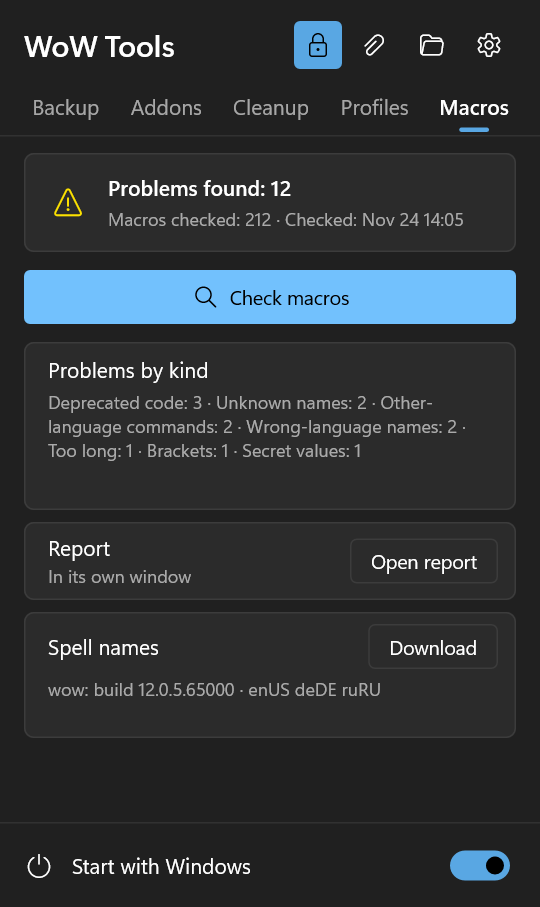 WoW Tools
Backup Addons Cleanup Profiles Macros
Problems found: 12
Macros checked: 212 · Checked: Nov 24 14:05
Check macros
Problems by kind
Deprecated code: 3 · Unknown names: 2 · Other-
language commands: 2 · Wrong-language names: 2 ·
Too long: 1 · Brackets: 1 · Secret values: 1
Report
In its own window
Open report
Spell names
Download
wow: build 12.0.5.65000 · enUS deDE ruRU
Start with Windows